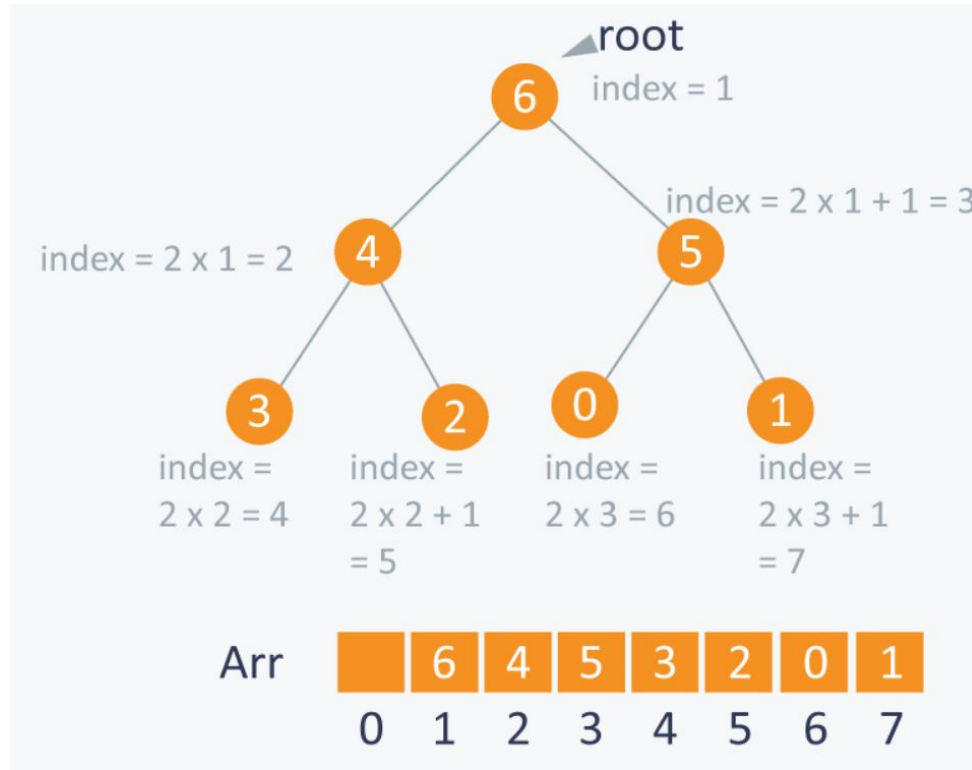 root
6
index = 1
index = 2 x 1 + 1 = 3
index = 2 x 1 = 2
4
5
3
2
0
1
index =
2 x 2 = 4
index =
2 x 2 + 1
= 5
index =
2 x 3 = 6
index =
2 x 3 + 1
= 7
Arr 6 4 5 3 2 0 1
0 1 2 3 4 5 6 7